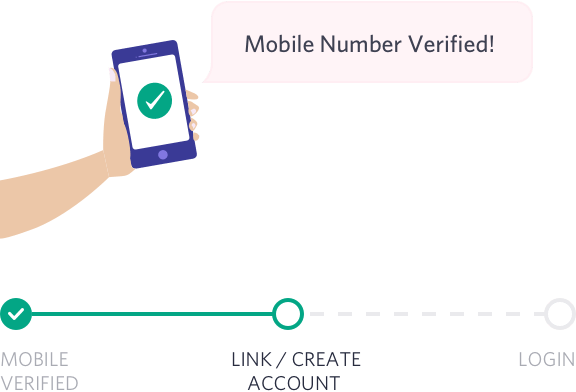 Mobile Number Verified!
MOBILE
VERIFIED
LINK / CREATE
ACCOUNT
LOGIN